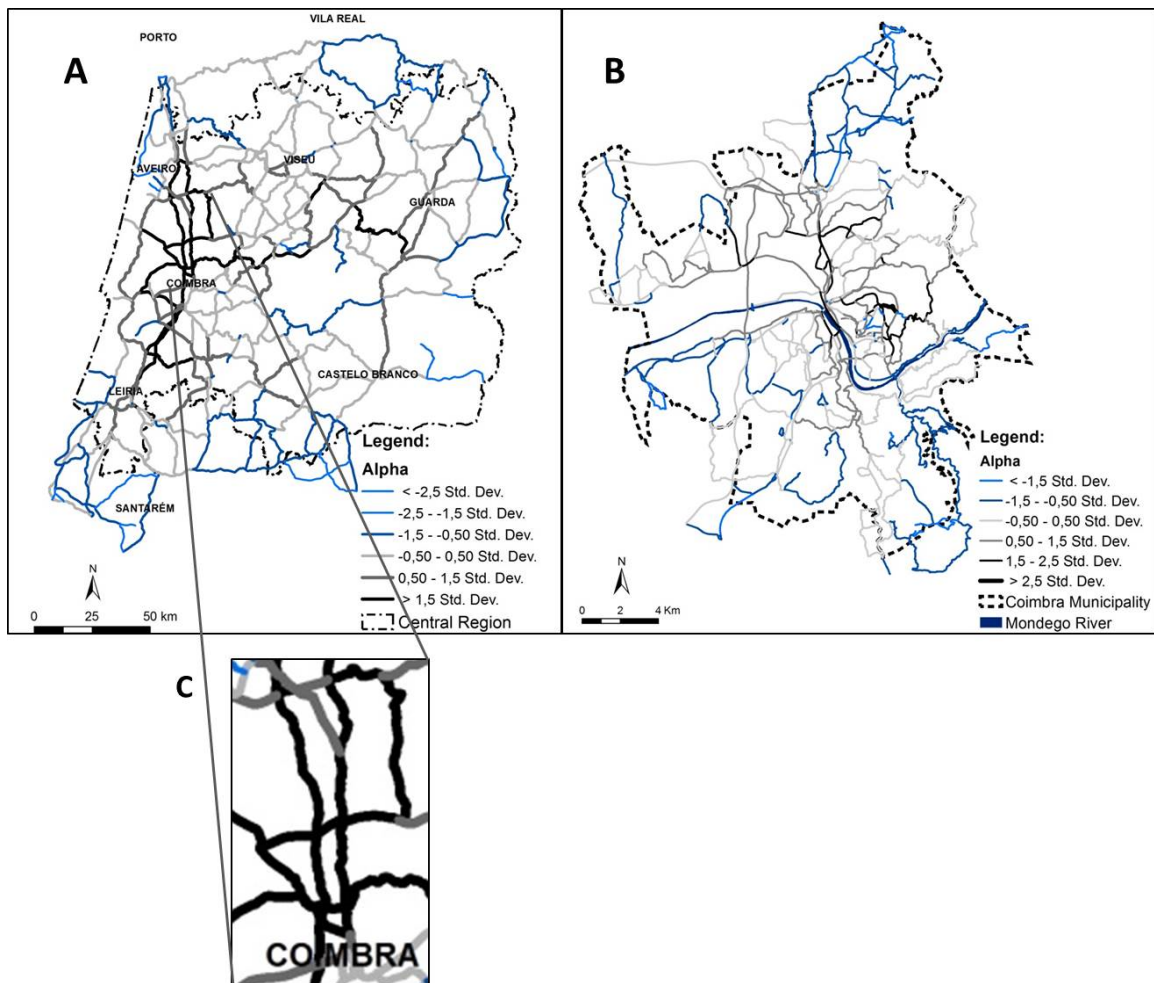 A
VILA REAL
PORTO
AVEIRO
VISEU
GUARDA
COIMBRA
CASTELO BRANCO
LEIRIA
SANTARÉM
N
0 25 50 km
Legend:
Alpha
< -2,5 Std. Dev.
-2,5 - -1,5 Std. Dev.
-1,5 - -0,50 Std. Dev.
-0,50 - 0,50 Std. Dev.
0,50 - 1,5 Std. Dev.
> 1,5 Std. Dev.
Central Region
B
N
0 2 4 Km
Legend:
Alpha
< -1,5 Std. Dev.
-1,5 - -0,50 Std. Dev.
-0,50 - 0,50 Std. Dev.
0,50 - 1,5 Std. Dev.
1,5 - 2,5 Std. Dev.
> 2,5 Std. Dev.
Coimbra Municipality
Mondego River
C
COIMBRA